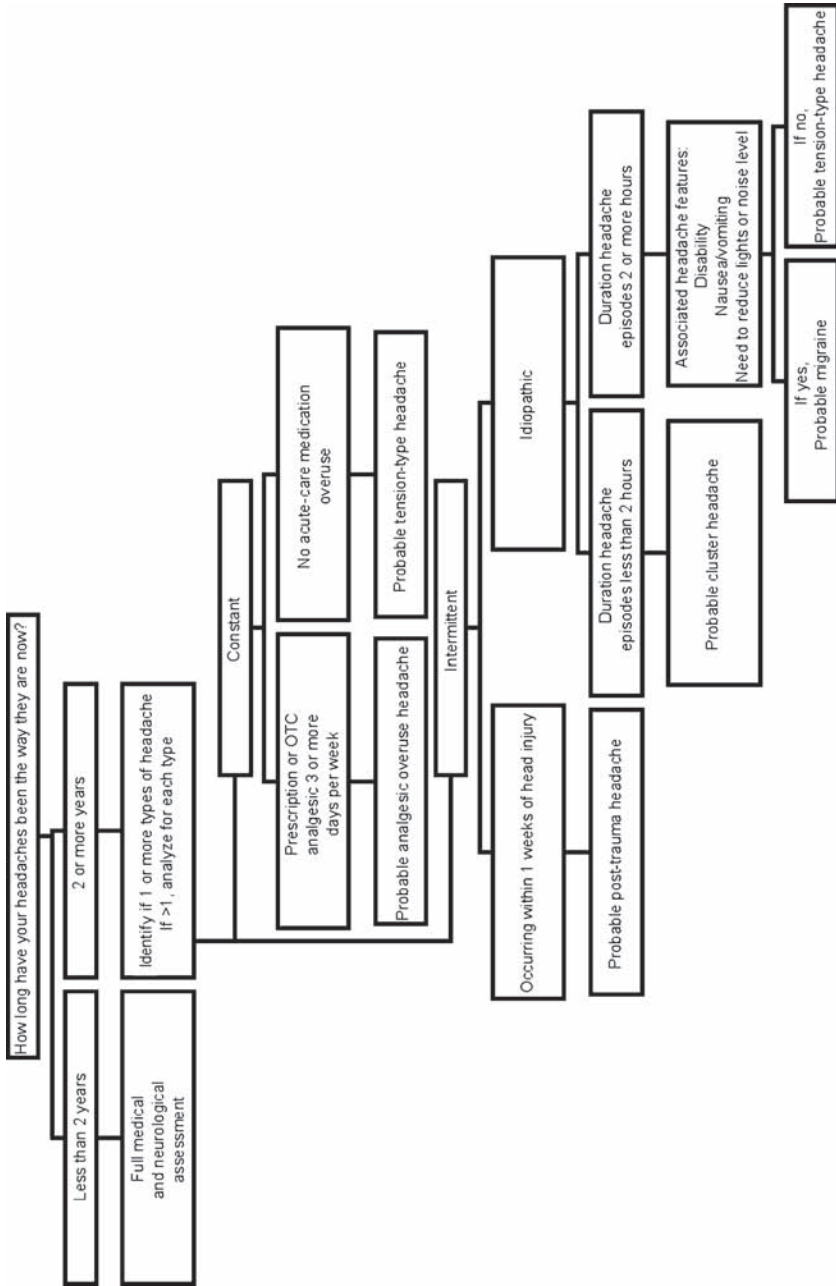 How long have your headaches been the way they are now?
Less than 2 years
2 or more years
Full medical
and neurological
assessment
Identify if 1 or more types of headache
If >1, analyze for each type
Constant
Prescription or OTC
analgesic 3 or more
days per week
No acute-care medication
overuse
Probable analgesic overuse headache
Probable tension-type headache
Intermittent
Occurring within 1 weeks of head injury
Idiopathic
Probable post-trauma headache
Duration headache
episodes less than 2 hours
Duration headache
episodes 2 or more hours
Probable cluster headache
Associated headache features:
Disability
Nausea/vomiting
Need to reduce lights or noise level
If yes,
Probable migraine
If no,
Probable tension-type headache